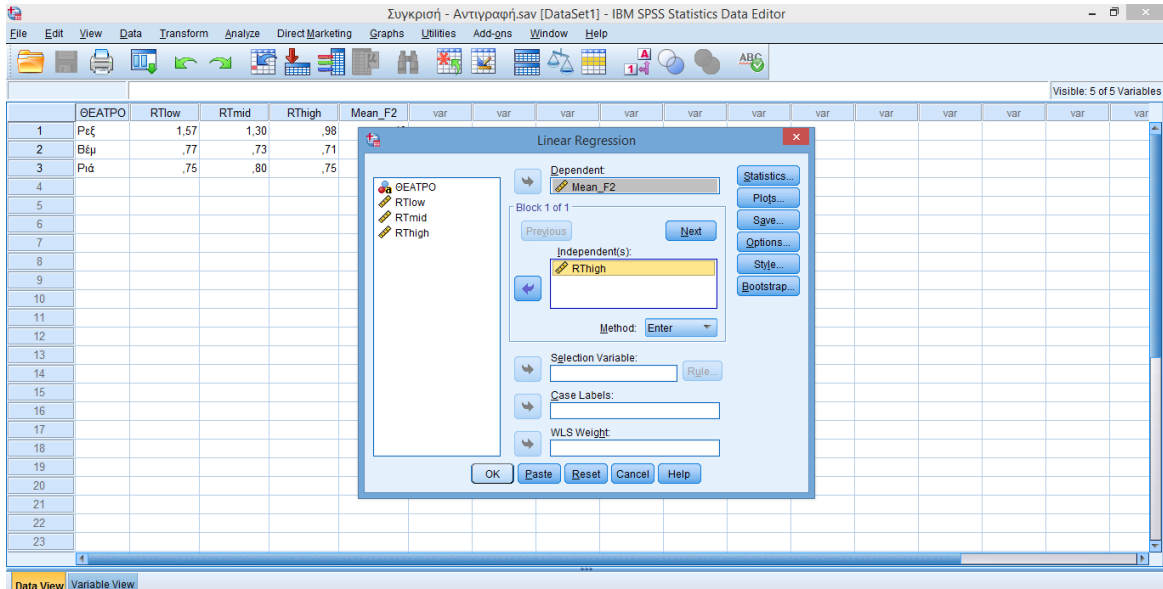 Συγκρισή - Αντιγραφή.sav [DataSet1] - IBM SPSS Statistics Data Editor
File Edit View Data Transform Analyze Direct Marketing Graphs Utilities Add-ons Window Help
Visible: 5 of 5 Variables
ΘΕΑΤΡΟ RTlow RTmid RThigh Mean_F2 var var var var var var var var var var var var
1 Ρεξ 1,57 1,30 ,98
2 Βέμ ,77 ,73 ,71
3 Ριά ,75 ,80 ,75
4
5
6
7
8
9
10
11
12
13
14
15
16
17
18
19
20
21
22
23
Linear Regression
ΘΕΑΤΡΟ
RTlow
RTmid
RThigh
Dependent:
Mean_F2
Block 1 of 1
Previous
Next
Independent(s):
RThigh
Method: Enter
Selection Variable:
Rule...
Case Labels:
WLS Weight:
Statistics...
Plots...
Save...
Options...
Style...
Bootstrap...
OK Paste Reset Cancel Help
Data View Variable View